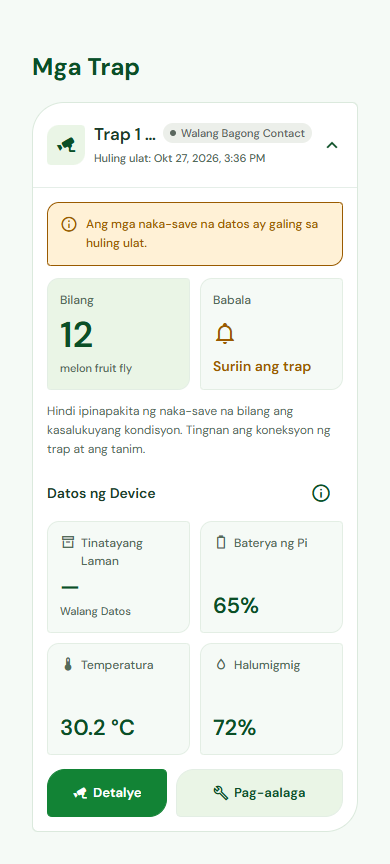 Mga Trap
Trap 1 ...
Walang Bagong Contact
Huling ulat: Okt 27, 2026, 3:36 PM
Ang mga naka-save na datos ay galing sa
huling ulat.
Bilang
12
melon fruit fly
Babala
Suriin ang trap
Hindi ipinapakita ng naka-save na bilang ang
kasalukuyang kondisyon. Tingnan ang koneksyon ng
trap at ang tanim.
Datos ng Device
Tinatayang
Laman
—
Walang Datos
Baterya ng Pi
65%
Temperatura
30.2 °C
Halumigmig
72%
Detalye
Pag-aalaga